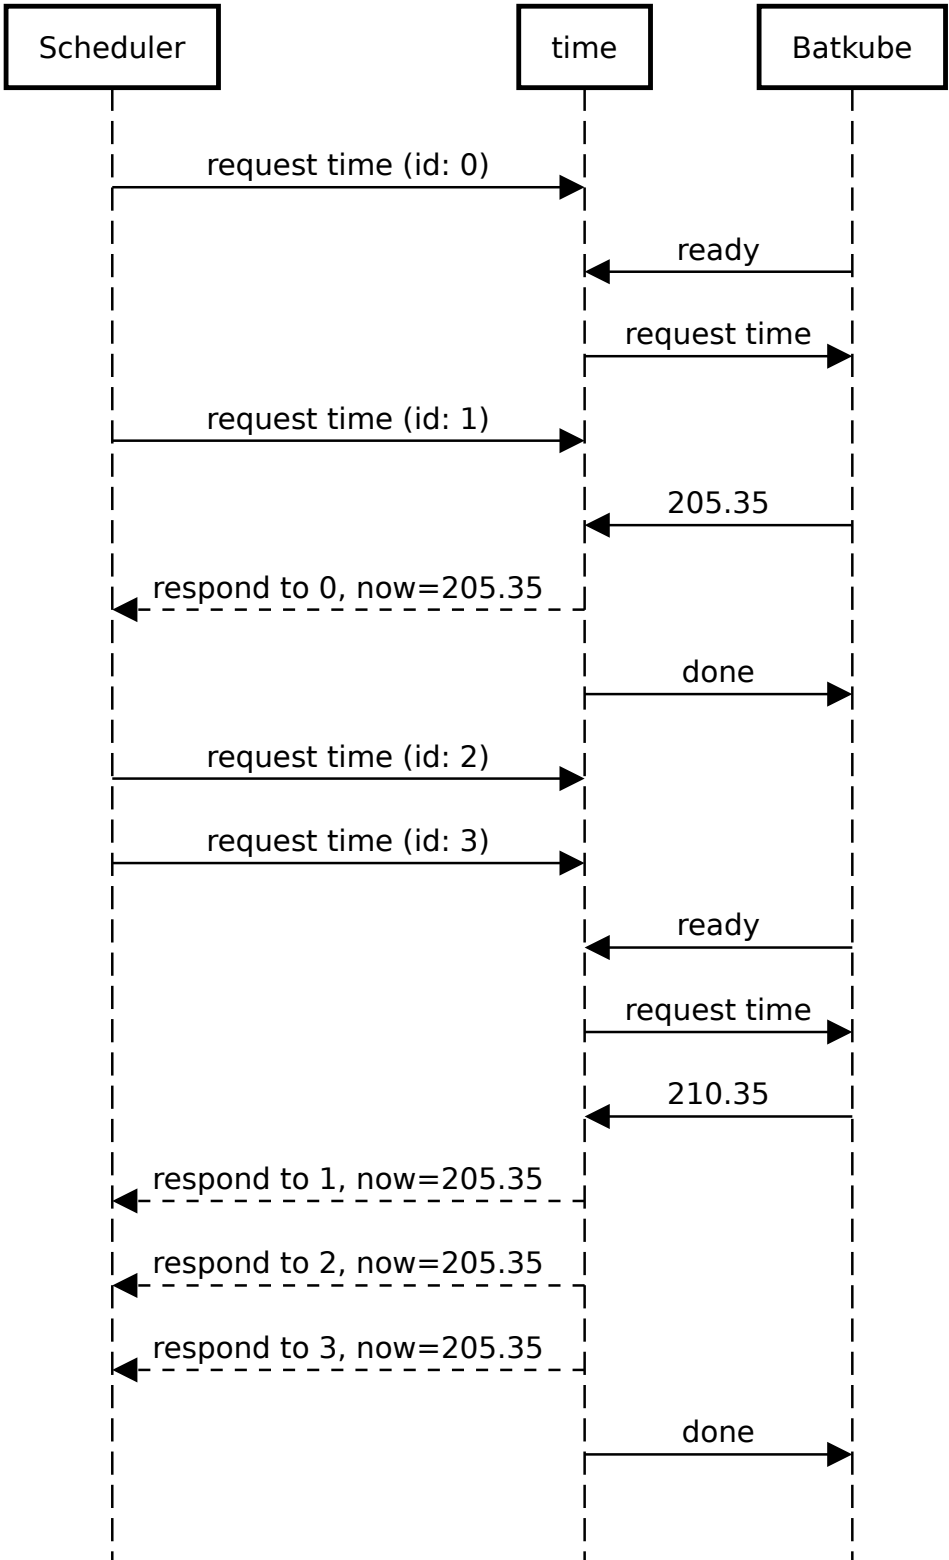 Scheduler
time
Batkube
request time (id: 0)
ready
request time
request time (id: 1)
205.35
respond to 0, now=205.35
done
request time (id: 2)
request time (id: 3)
ready
request time
210.35
respond to 1, now=205.35
respond to 2, now=205.35
respond to 3, now=205.35
done